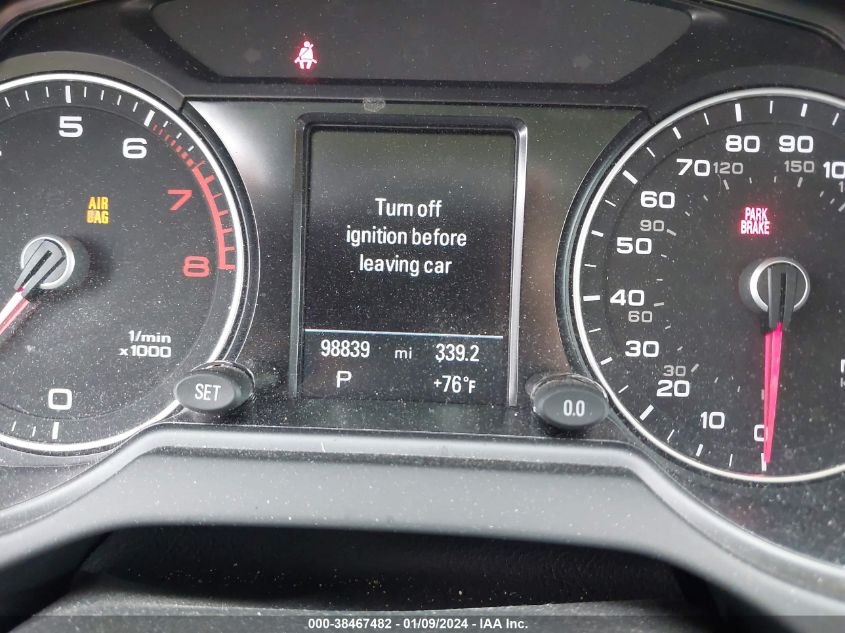 5
6
7
8
AIR
BAG
1/min
x1000
0
SET
Turn off
ignition before
leaving car
98839 mi 339.2
P +76°F
0.0
80 90
70 120 150
60
90
50
40
60
30
30
20
10
0
PARK
BRAKE
000-38467482 - 01/09/2024 - IAA Inc.